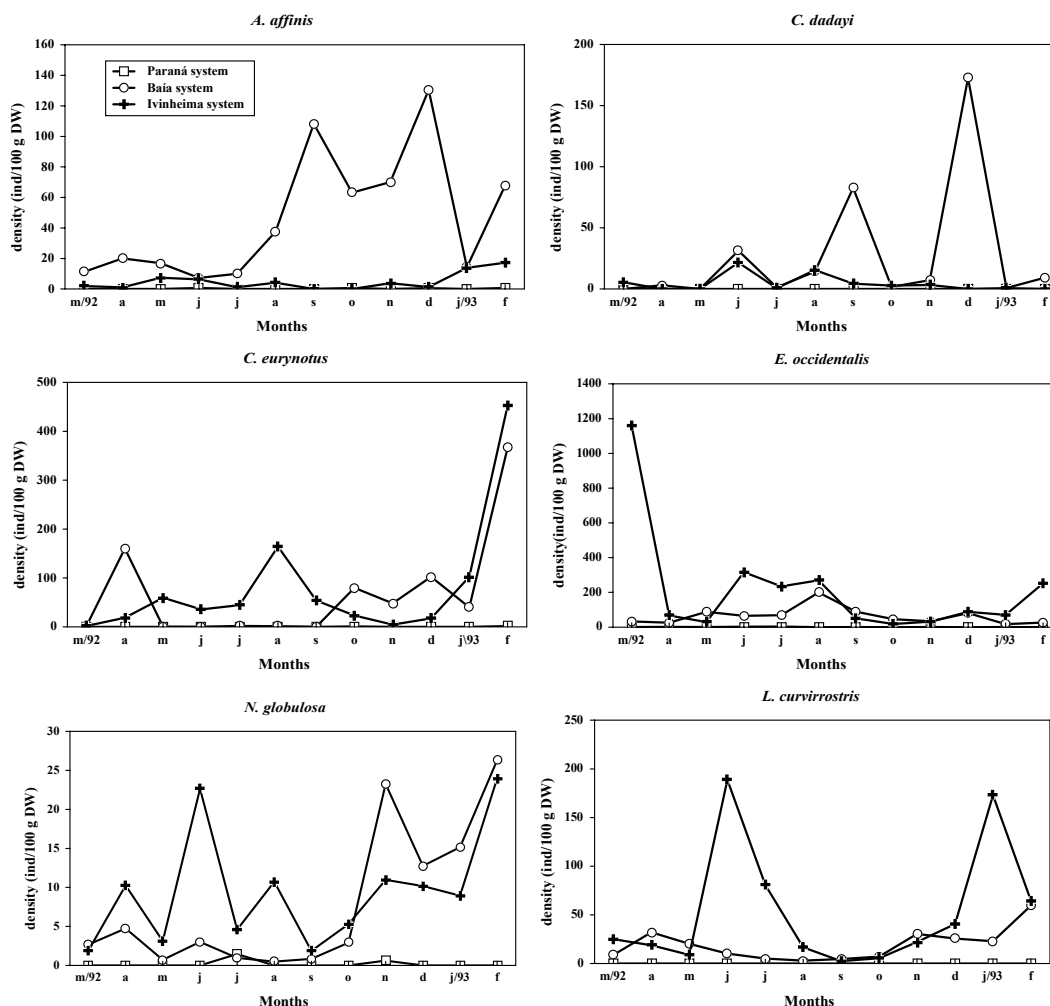 A. affinis
160
140
120
100
80
60
40
20
0
density (ind/100 g DW)
Paraná system
Baía system
Ivinheima system
m/92 a m j j a s o n d j/93 f
Months
C. dadayi
200
150
100
50
0
density (ind/100 g DW)
m/92 a m j j a s o n d j/93 f
Months
C. eurynotus
500
400
300
200
100
0
density (ind/100 g DW)
m/92 a m j j a s o n d j\93 f
Months
E. occidentalis
1400
1200
1000
800
600
400
200
0
density(ind/100 g DW)
m/92 a m j j a s o n d j/93 f
Months
N. globulosa
30
25
20
15
10
5
0
density (ind/100 g DW)
m/92 a m j j a s o n d j/93 f
Months
L. curvirrostris
250
200
150
100
50
0
density (ind/100 g DW)
m/92 a m j j a s o n d j/93 f
Months